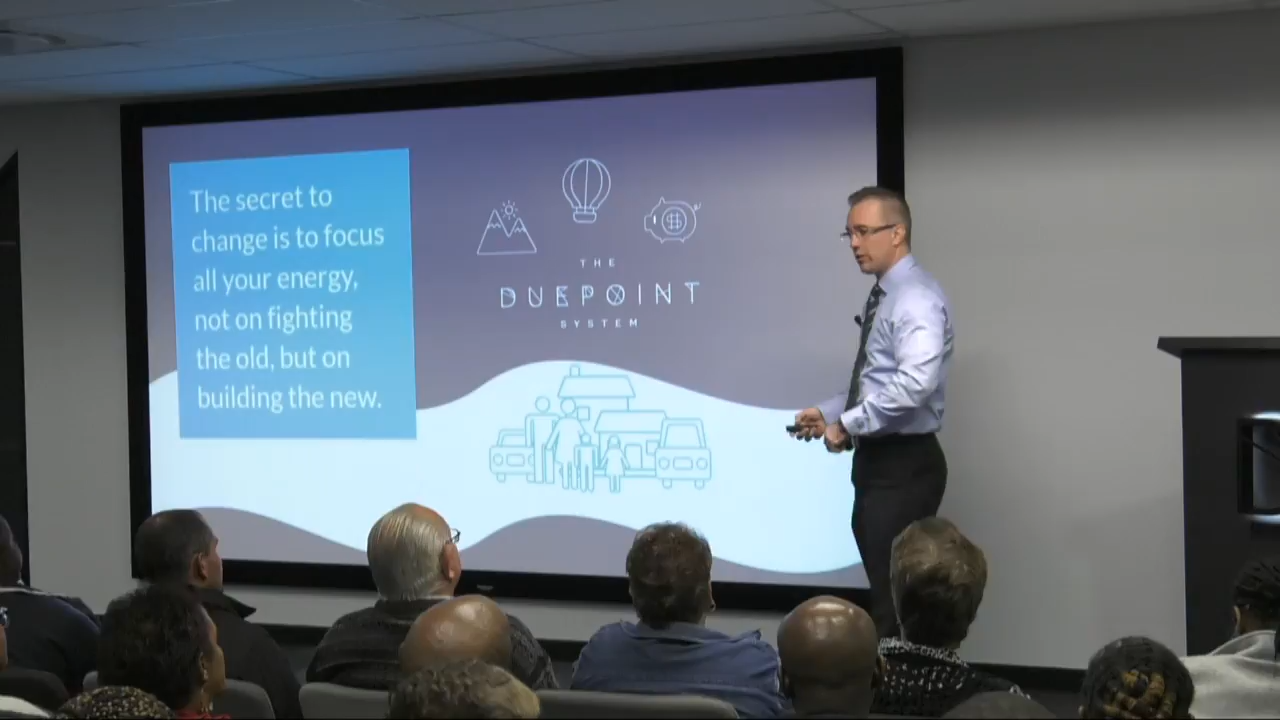 The secret to
change is to focus
all your energy,
not on fighting
the old, but on
building the new.
THE
DUEPOINT
SYSTEM